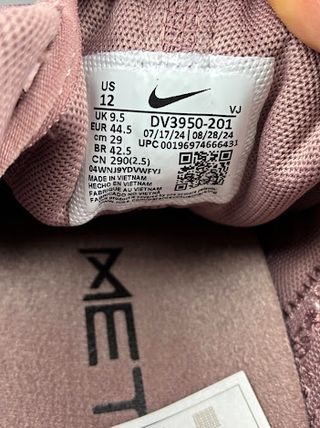 US
12
VJ
UK 9.5
DV3950-201
EUR 44.5
07/17/24 | 08/28/24
cm 29
UPC 00196974666431
BR 42.5
CN 290(2.5)
04WNJ9YDVWFYJ
MADE IN VIETNAM
HECHO EN VIETNAM
FABRIQUÉ AU VIETNAM
MET